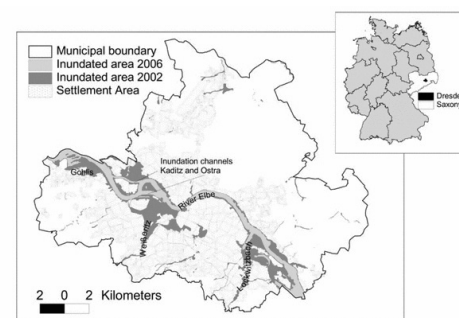 Municipal boundary
Inundated area 2006
Inundated area 2002
Settlement Area
Dresde
Saxony
Inundation channels
Kaditz and Ostra
Gohlis
River Elbe
Weißeritz
2 0 2 Kilometers